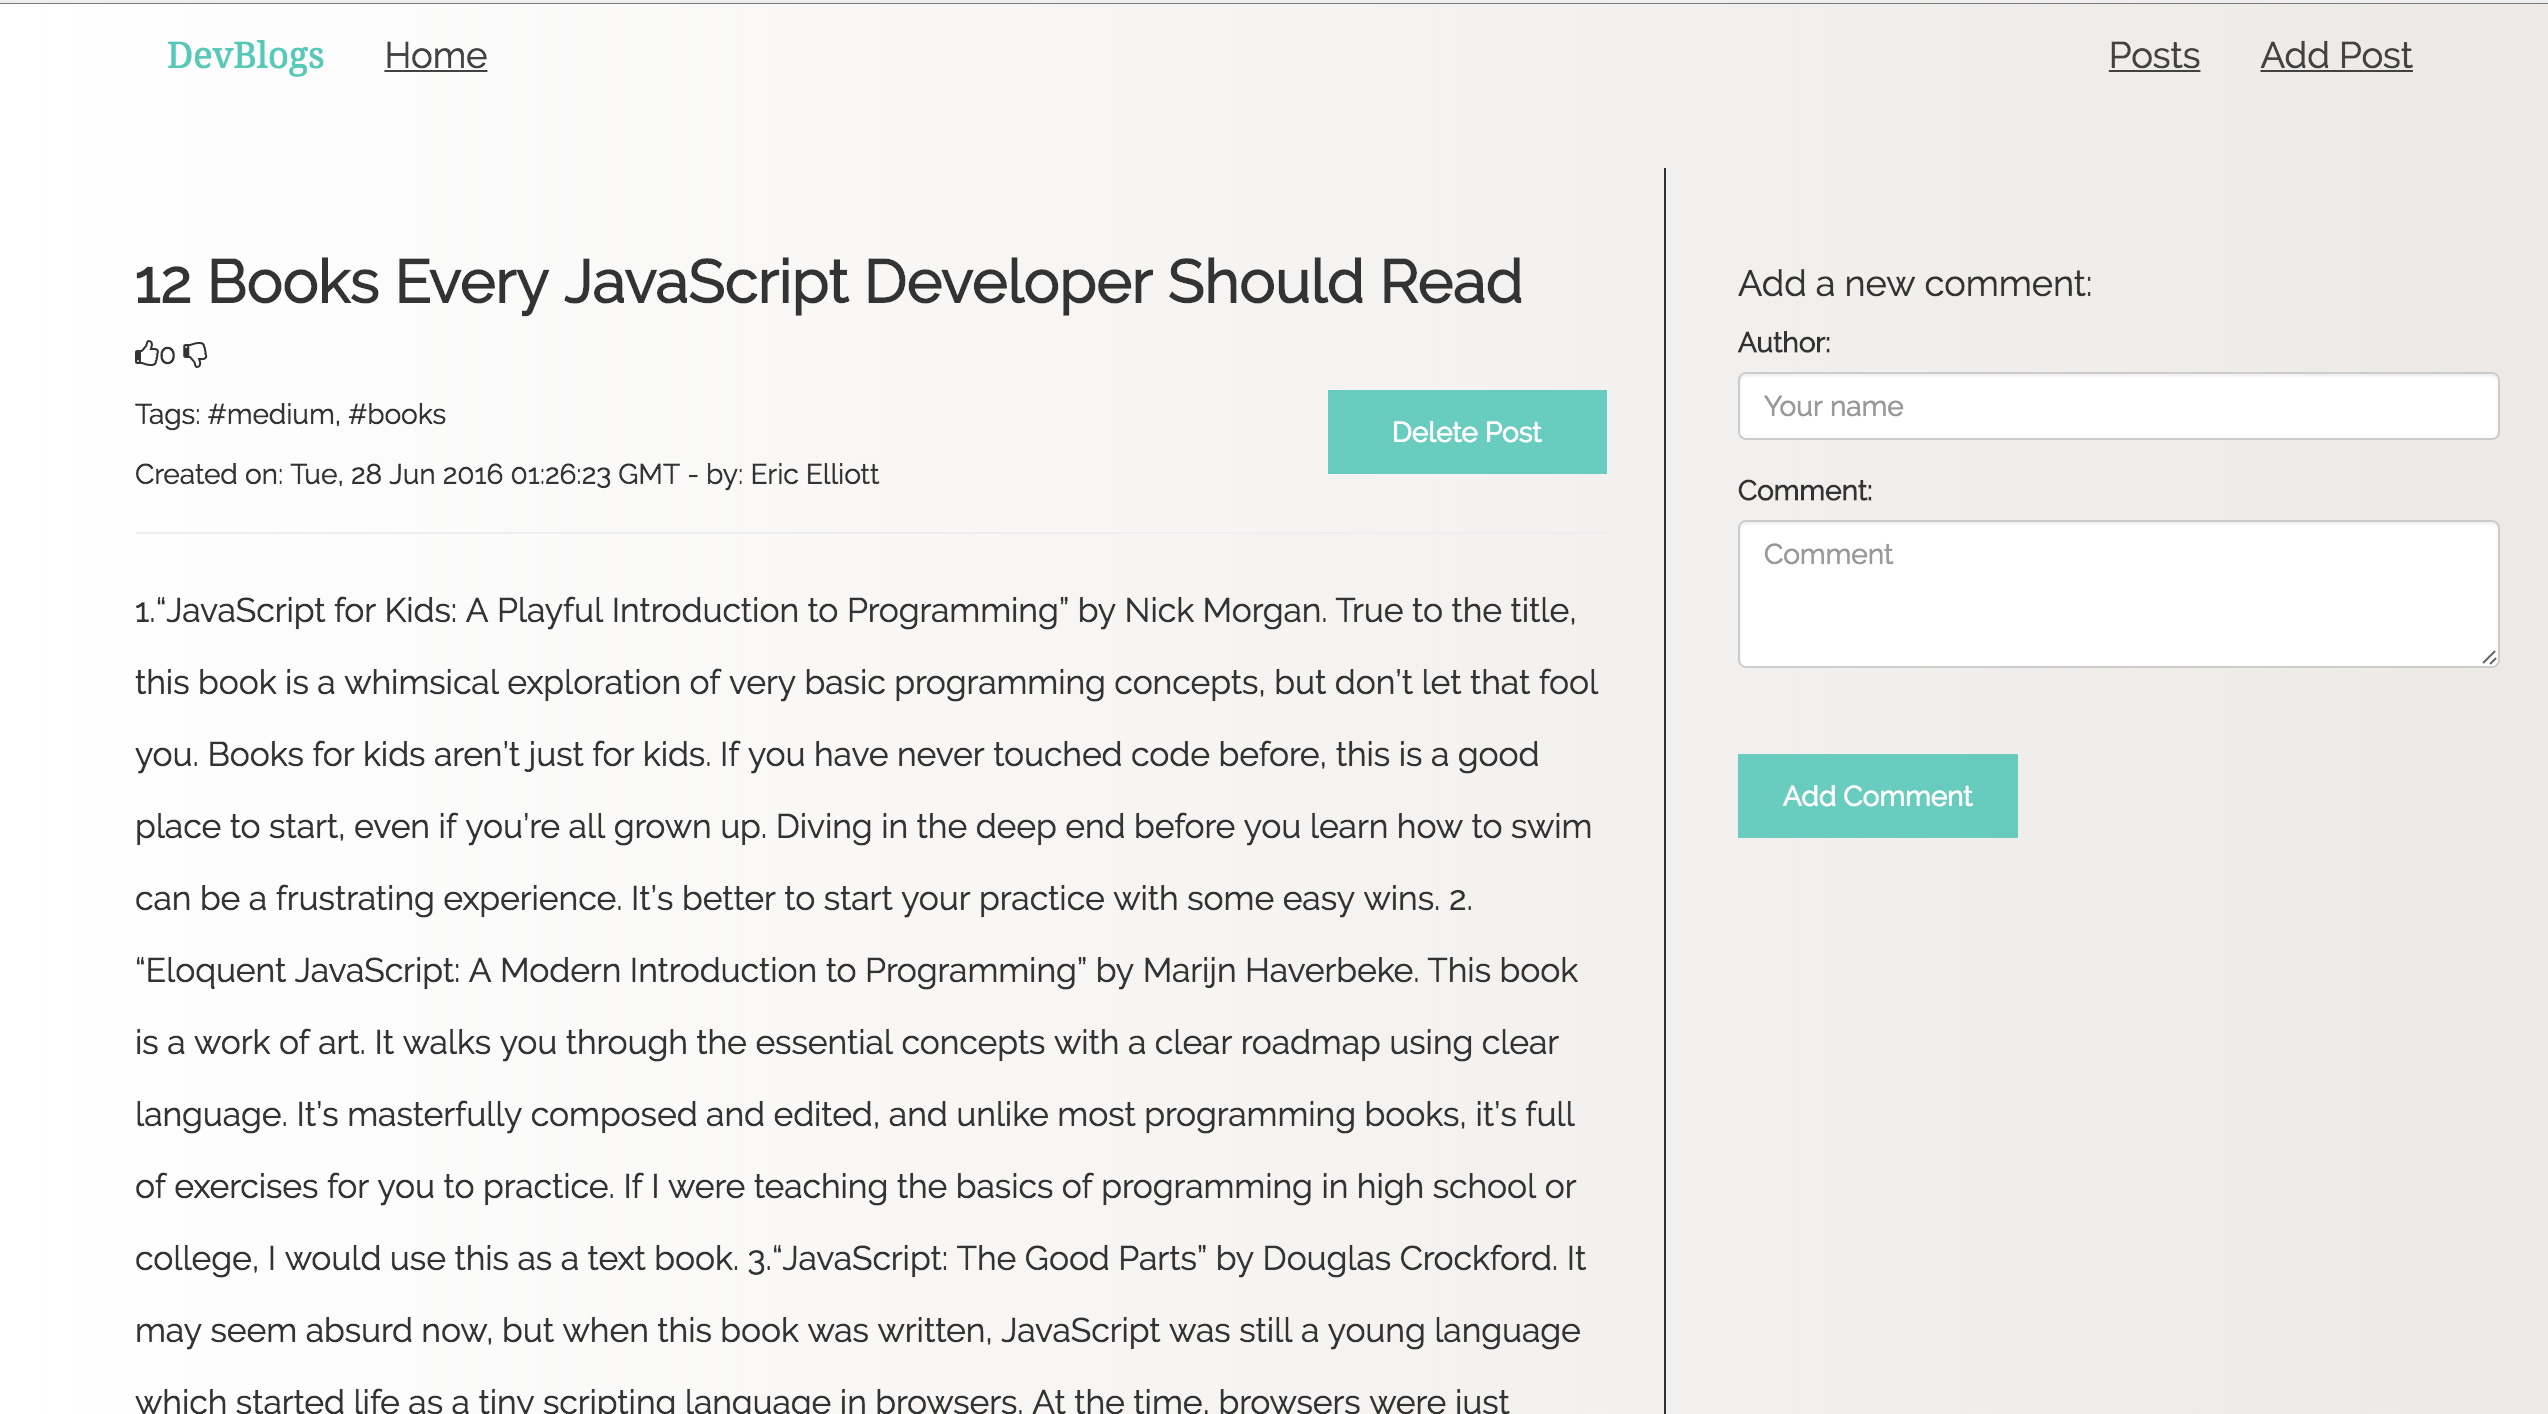 DevBlogs Home Posts Add Post
12 Books Every JavaScript Developer Should Read
0
Tags: #medium, #books
Delete Post
Created on: Tue, 28 Jun 2016 01:26:23 GMT - by: Eric Elliott
1.“JavaScript for Kids: A Playful Introduction to Programming” by Nick Morgan. True to the title,
this book is a whimsical exploration of very basic programming concepts, but don’t let that fool
you. Books for kids aren’t just for kids. If you have never touched code before, this is a good
place to start, even if you’re all grown up. Diving in the deep end before you learn how to swim
can be a frustrating experience. It’s better to start your practice with some easy wins. 2.
“Eloquent JavaScript: A Modern Introduction to Programming” by Marijn Haverbeke. This book
is a work of art. It walks you through the essential concepts with a clear roadmap using clear
language. It’s masterfully composed and edited, and unlike most programming books, it’s full
of exercises for you to practice. If I were teaching the basics of programming in high school or
college, I would use this as a text book. 3.“JavaScript: The Good Parts” by Douglas Crockford. It
may seem absurd now, but when this book was written, JavaScript was still a young language
which started life as a tiny scripting language in browsers. At the time, browsers were just
Add a new comment:
Author:
Your name
Comment:
Comment
Add Comment